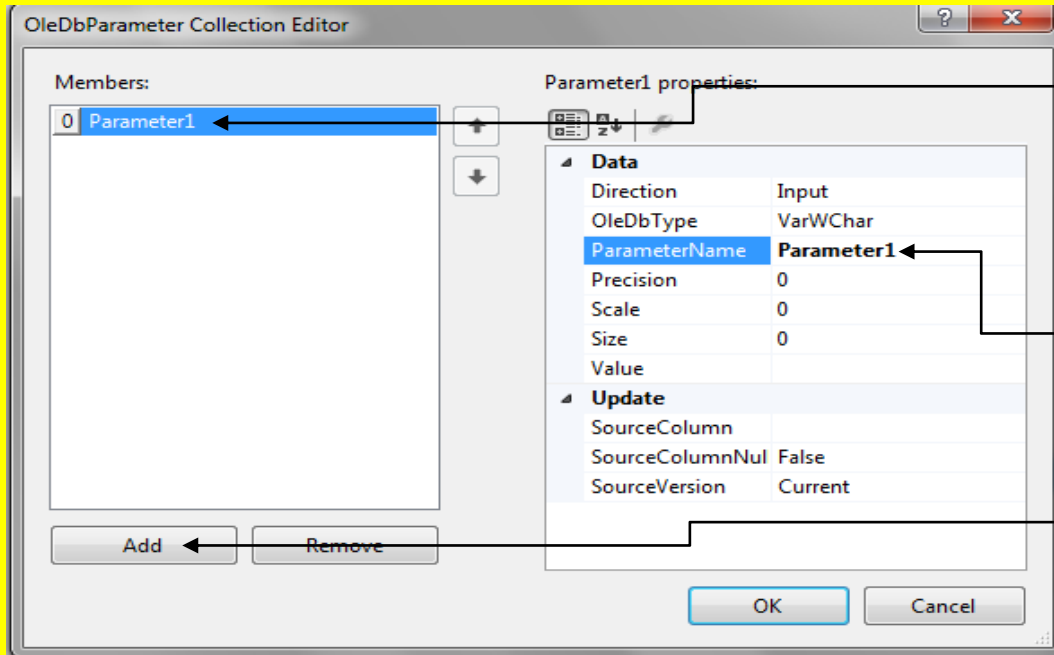 OleDbParameter Collection Editor
?
Members:
0 Parameter1
Add Remove
Parameter1 properties:
Data
Direction Input
OleDbType VarWChar
ParameterName Parameter1
Precision 0
Scale 0
Size 0
Value
Update
SourceColumn
SourceColumnNul False
SourceVersion Current
OK Cancel